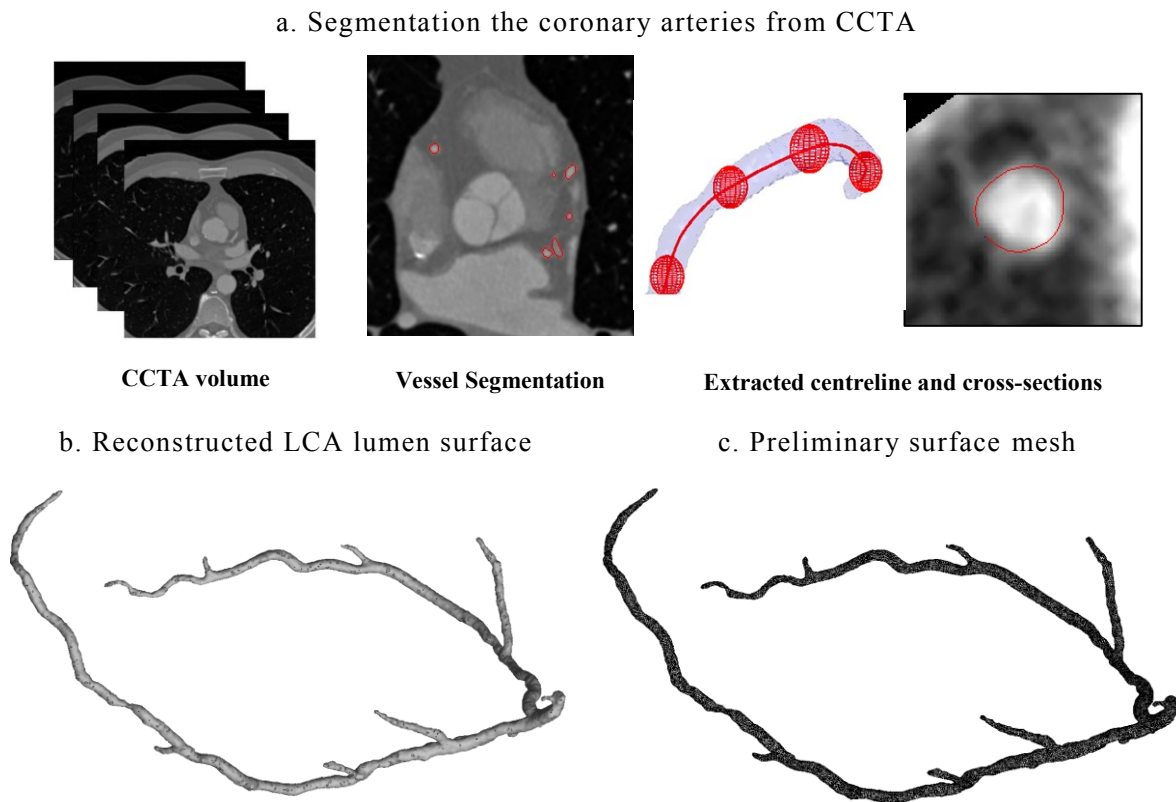 a. Segmentation the coronary arteries from CCTA
CCTA volume
Vessel Segmentation
Extracted centreline and cross-sections
b. Reconstructed LCA lumen surface
c. Preliminary surface mesh